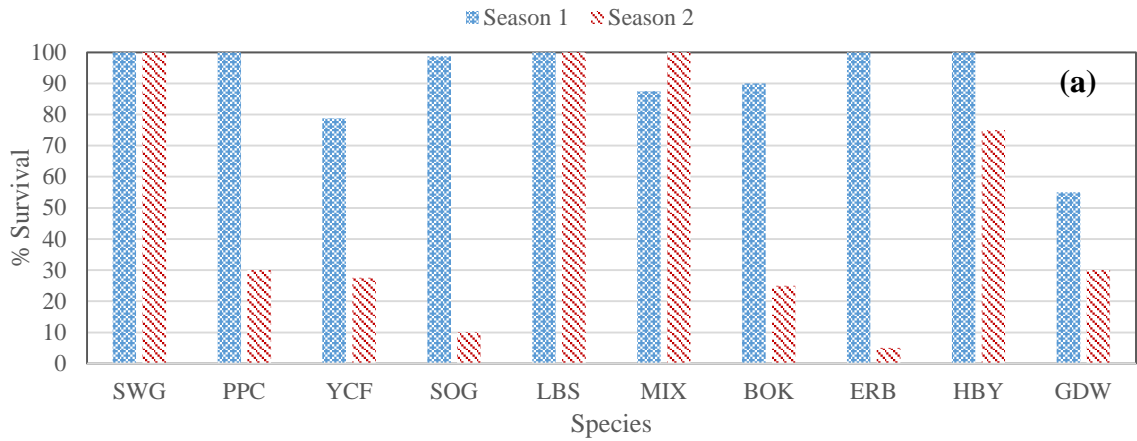 Season 1 Season 2
(a)
% Survival
100
90
80
70
60
50
40
30
20
10
0
SWG PPC YCF SOG LBS MIX BOK ERB HBY GDW
Species